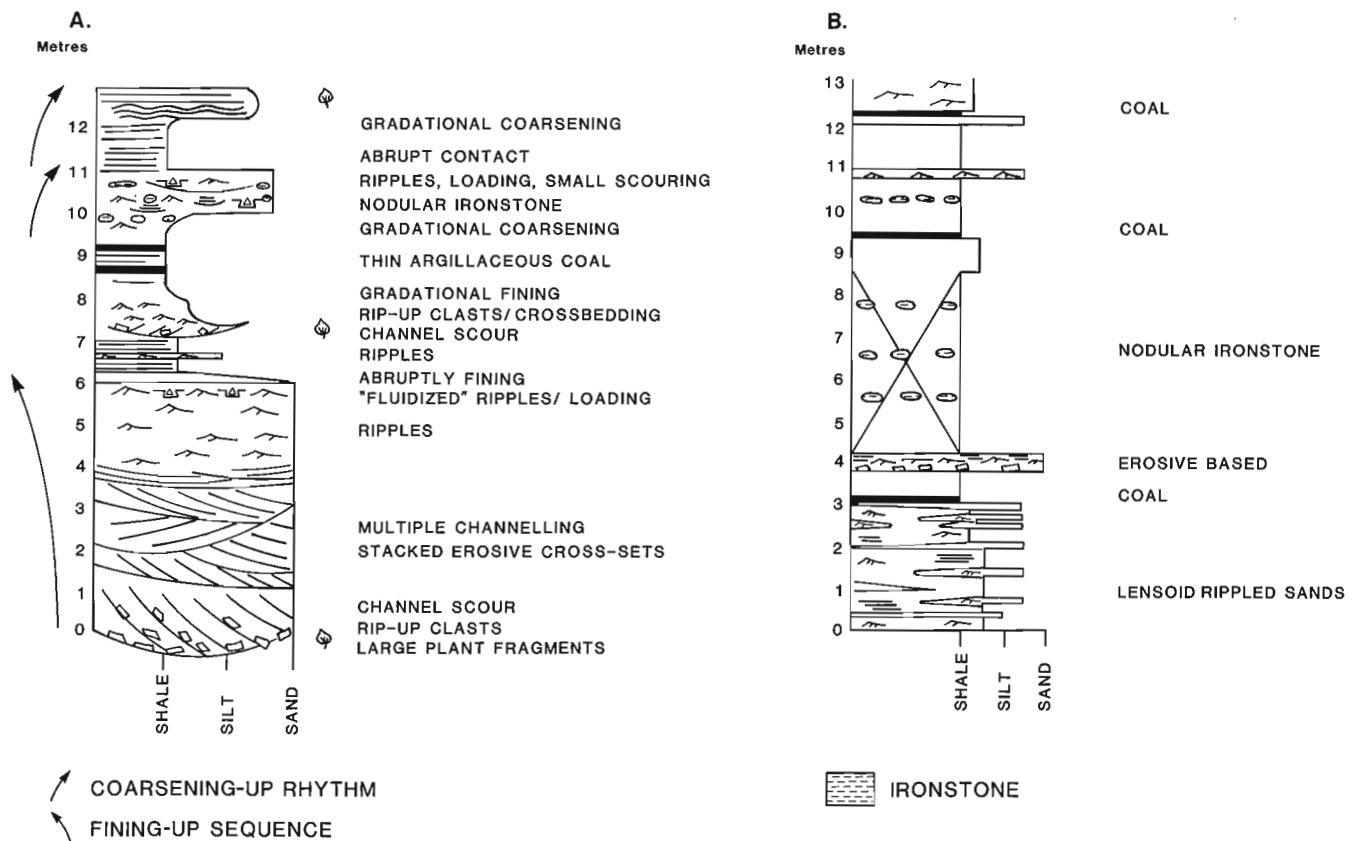 A.
Metres
12
11
10
9
8
7
6
5
4
3
2
1
0
GRADATIONAL COARSENING
ABRUPT CONTACT
RIPPLES, LOADING, SMALL SCOURING
NODULAR IRONSTONE
GRADATIONAL COARSENING
THIN ARGILLACEOUS COAL
GRADATIONAL FINING
RIP-UP CLASTS/CROSSBEDDING
CHANNEL SCOUR
RIPPLES
ABRUPTLY FINING
"FLUIDIZED" RIPPLES/ LOADING
RIPPLES
MULTIPLE CHANNELLING
STACKED EROSIVE CROSS-SETS
CHANNEL SCOUR
RIP-UP CLASTS
LARGE PLANT FRAGMENTS
SHALE
SILT
SAND
COARSENING-UP RHYTHM
FINING-UP SEQUENCE
B.
Metres
13
12
11
10
9
8
7
6
5
4
3
2
1
0
COAL
COAL
NODULAR IRONSTONE
EROSIVE BASED
COAL
LENSOID RIPPLED SANDS
SHALE
SILT
SAND
IRONSTONE